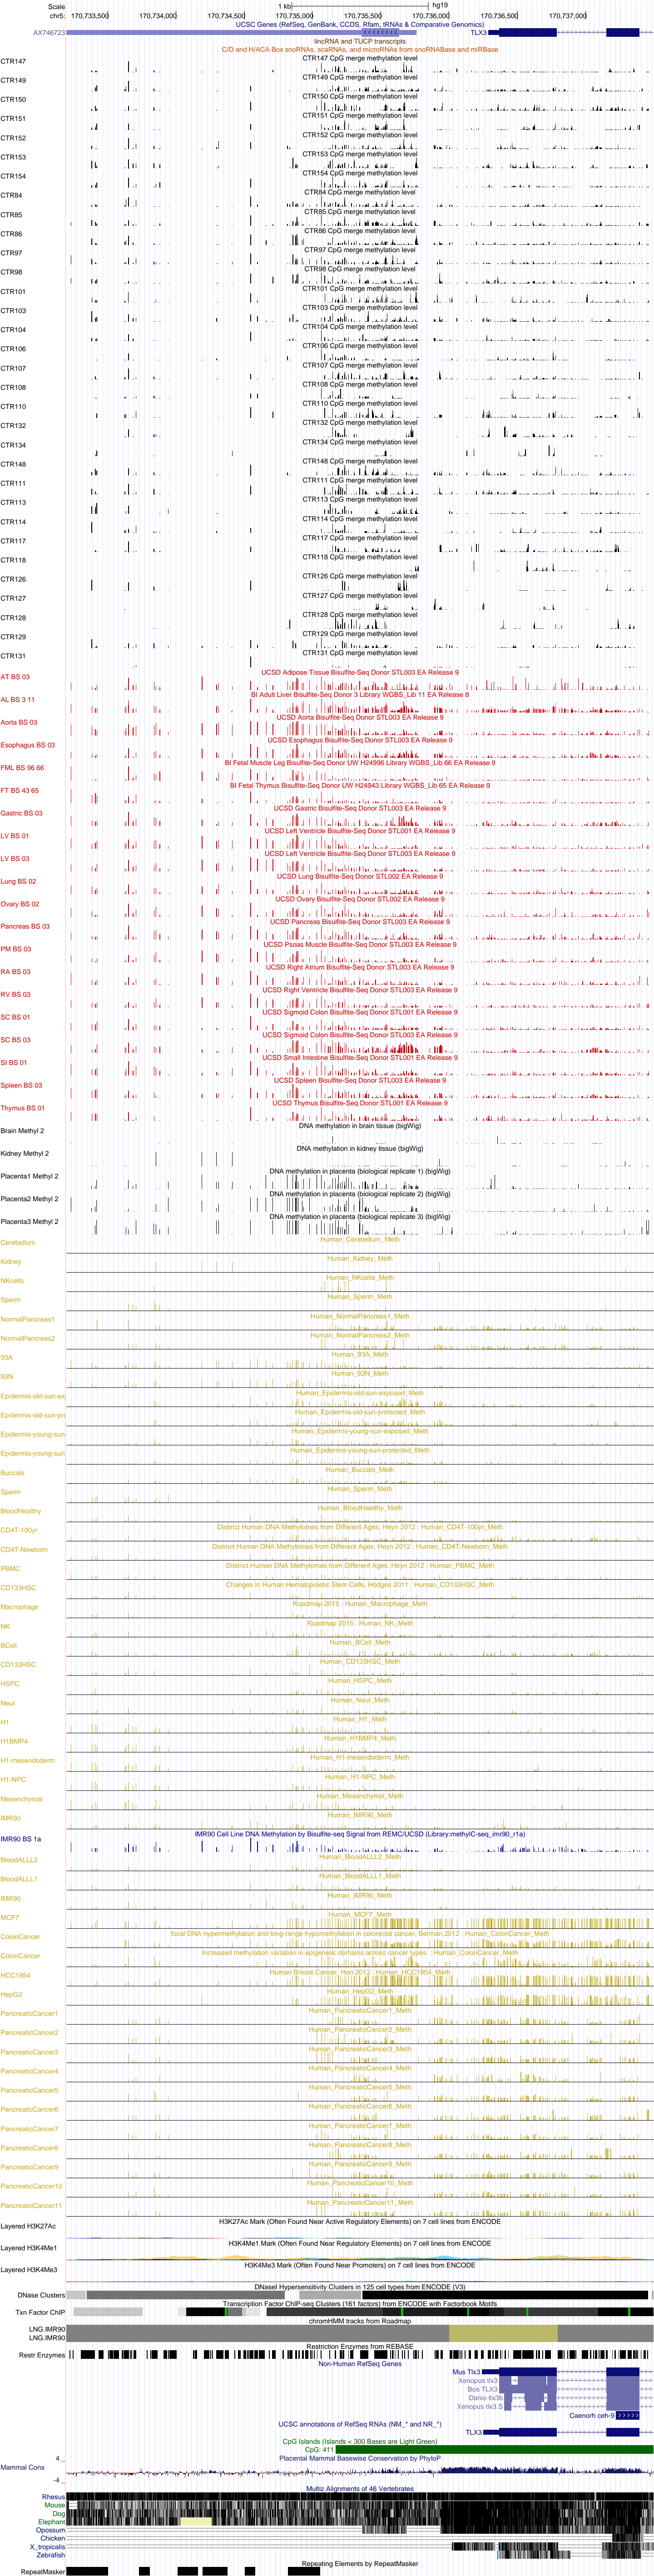 Scale 1 kb hg19
chr5: 170,733,500 170,734,000 170,734,500 170,735,000 170,735,500 170,736,000 170,736,500 170,737,000
UCSC Genes (RefSeq, GenBank, CCDS, Rfam, tRNAs & Comparative Genomics)
AX746723 TLX3
lincRNA and TUCP transcripts
C/D and H/ACA Box snoRNAs, scaRNAs, and microRNAs from snoRNABase and miRBase
CTR147 CTR147 CpG merge methylation level
CTR149 CTR149 CpG merge methylation level
CTR150 CTR150 CpG merge methylation level
CTR151 CTR151 CpG merge methylation level
CTR152 CTR152 CpG merge methylation level
CTR153 CTR153 CpG merge methylation level
CTR154 CTR154 CpG merge methylation level
CTR84 CTR84 CpG merge methylation level
CTR85 CTR85 CpG merge methylation level
CTR86 CTR86 CpG merge methylation level
CTR97 CTR97 CpG merge methylation level
CTR98 CTR98 CpG merge methylation level
CTR101 CTR101 CpG merge methylation level
CTR103 CTR103 CpG merge methylation level
CTR104 CTR104 CpG merge methylation level
CTR106 CTR106 CpG merge methylation level
CTR107 CTR107 CpG merge methylation level
CTR108 CTR108 CpG merge methylation level
CTR110 CTR110 CpG merge methylation level
CTR132 CTR132 CpG merge methylation level
CTR134 CTR134 CpG merge methylation level
CTR148 CTR148 CpG merge methylation level
CTR111 CTR111 CpG merge methylation level
CTR113 CTR113 CpG merge methylation level
CTR114 CTR114 CpG merge methylation level
CTR117 CTR117 CpG merge methylation level
CTR118 CTR118 CpG merge methylation level
CTR126 CTR126 CpG merge methylation level
CTR127 CTR127 CpG merge methylation level
CTR128 CTR128 CpG merge methylation level
CTR129 CTR129 CpG merge methylation level
CTR131 CTR131 CpG merge methylation level
AT BS 03 UCSD Adipose Tissue Bisulfite-Seq Donor STL003 EA Release 9
AL BS 3 11 BI Adult Liver Bisulfite-Seq Donor 3 Library WGBS_Lib 11 EA Release 8
Aorta BS 03 UCSD Aorta Bisulfite-Seq Donor STL003 EA Release 9
Esophagus BS 03 UCSD Esophagus Bisulfite-Seq Donor STL003 EA Release 9
FML BS 96 66 BI Fetal Muscle Leg Bisulfite-Seq Donor UW H24996 Library WGBS_Lib 66 EA Release 9
FT BS 43 65 BI Fetal Thymus Bisulfite-Seq Donor UW H24943 Library WGBS_Lib 65 EA Release 9
Gastric BS 03 UCSD Gastric Bisulfite-Seq Donor STL003 EA Release 9
LV BS 01 UCSD Left Ventricle Bisulfite-Seq Donor STL001 EA Release 9
LV BS 03 UCSD Left Ventricle Bisulfite-Seq Donor STL003 EA Release 9
Lung BS 02 UCSD Lung Bisulfite-Seq Donor STL002 EA Release 9
Ovary BS 02 UCSD Ovary Bisulfite-Seq Donor STL002 EA Release 9
Pancreas BS 03 UCSD Pancreas Bisulfite-Seq Donor STL003 EA Release 9
PM BS 03 UCSD Psoas Muscle Bisulfite-Seq Donor STL003 EA Release 9
RA BS 03 UCSD Right Atrium Bisulfite-Seq Donor STL003 EA Release 9
RV BS 03 UCSD Right Ventricle Bisulfite-Seq Donor STL003 EA Release 9
SC BS 01 UCSD Sigmoid Colon Bisulfite-Seq Donor STL001 EA Release 9
SC BS 03 UCSD Sigmoid Colon Bisulfite-Seq Donor STL003 EA Release 9
SI BS 01 UCSD Small Intestine Bisulfite-Seq Donor STL001 EA Release 9
Spleen BS 03 UCSD Spleen Bisulfite-Seq Donor STL003 EA Release 9
Thymus BS 01 UCSD Thymus Bisulfite-Seq Donor STL001 EA Release 9
Brain Methyl 2 DNA methylation in brain tissue (bigWig)
Kidney Methyl 2 DNA methylation in kidney tissue (bigWig)
Placenta1 Methyl 2 DNA methylation in placenta (biological replicate 1) (bigWig)
Placenta2 Methyl 2 DNA methylation in placenta (biological replicate 2) (bigWig)
Placenta3 Methyl 2 DNA methylation in placenta (biological replicate 3) (bigWig)
Cerebellum Human_Cerebellum_Meth
Kidney Human_Kidney_Meth
NKcells Human_NKcells_Meth
Sperm Human_Sperm_Meth
NormalPancreas1 Human_NormalPancreas1_Meth
NormalPancreas2 Human_NormalPancreas2_Meth
93A Human_93A_Meth
93N Human_93N_Meth
Epidermis-old-sun-ex Human_Epidermis-old-sun-exposed_Meth
Epidermis-old-sun-pn Human_Epidermis-old-sun-protected_Meth
Epidermis-young-sun Human_Epidermis-young-sun-exposed_Meth
Epidermis-young-sun Human_Epidermis-young-sun-protected_Meth
Buccals Human_Buccals_Meth
Sperm Human_Sperm_Meth
BloodHealthy Human_BloodHealthy_Meth
CD4T-100yr Distinct Human DNA Methylomes from Different Ages, Heyn 2012 : Human_CD4T-100yr_Meth
CD4T-Newborn Distinct Human DNA Methylomes from Different Ages, Heyn 2012 : Human_CD4T-Newborn_Meth
PBMC Distinct Human DNA Methylomes from Different Ages, Heyn 2012 : Human_PBMC_Meth
CD133HSC Changes in Human Hematopoietic Stem Cells, Hodges 2011 : Human_CD133HSC_Meth
Macrophage Roadmap 2015 : Human_Macrophage_Meth
NK Roadmap 2015 : Human_NK_Meth
BCell Human_BCell_Meth
CD133HSC Human_CD133HSC_Meth
HSPC Human_HSPC_Meth
Neut Human_Neut_Meth
H1 Human_H1_Meth
H1BMP4 Human_H1BMP4_Meth
H1-mesendoderm Human_H1-mesendoderm_Meth
H1-NPC Human_H1-NPC_Meth
Mesenchymal Human_Mesenchymal_Meth
IMR90 Human_IMR90_Meth
IMR90 BS 1a IMR90 Cell Line DNA Methylation by Bisulfite-seq Signal from REMC/UCSD (Library:methylC-seq_imr90_r1a)
BloodALLL2 Human_BloodALLL2_Meth
BloodALLL1 Human_BloodALLL1_Meth
IMR90 Human_IMR90_Meth
MCF7 Human_MCF7_Meth
ColonCancer focal DNA hypermethylation and long-range hypomethylation in colorectal cancer, Berman 2012 : Human_ColonCancer_Meth
ColonCancer Increased methylation variation in epigenetic domains across cancer types. : Human_ColonCancer_Meth
HCC1954 Human Breast Cancer, Hon 2012 : Human_HCC1954_Meth
HepG2 Human_HepG2_Meth
PancreaticCancer1 Human_PancreaticCancer1_Meth
PancreaticCancer2 Human_PancreaticCancer2_Meth
PancreaticCancer3 Human_PancreaticCancer3_Meth
PancreaticCancer4 Human_PancreaticCancer4_Meth
PancreaticCancer5 Human_PancreaticCancer5_Meth
PancreaticCancer6 Human_PancreaticCancer6_Meth
PancreaticCancer7 Human_PancreaticCancer7_Meth
PancreaticCancer8 Human_PancreaticCancer8_Meth
PancreaticCancer9 Human_PancreaticCancer9_Meth
PancreaticCancer10 Human_PancreaticCancer10_Meth
PancreaticCancer11 Human_PancreaticCancer11_Meth
Layered H3K27Ac H3K27Ac Mark (Often Found Near Active Regulatory Elements) on 7 cell lines from ENCODE
Layered H3K4Me1 H3K4Me1 Mark (Often Found Near Regulatory Elements) on 7 cell lines from ENCODE
Layered H3K4Me3 H3K4Me3 Mark (Often Found Near Promoters) on 7 cell lines from ENCODE
DNaseI Hypersensitivity Clusters in 125 cell types from ENCODE (V3)
DNase Clusters
Transcription Factor ChIP-seq Clusters (161 factors) from ENCODE with Factorbook Motifs
Txn Factor ChIP
chromHMM tracks from Roadmap
LNG.IMR90
LNG.IMR90
Restriction Enzymes from REBASE
Restr Enzymes
Non-Human RefSeq Genes
Mus Tlx3
Xenopus tlx3
Bos TLX3
Danio tlx3b
Xenopus tlx3.S
Caenorh ceh-9
UCSC annotations of RefSeq RNAs (NM_* and NR_*)
TLX3
CpG Islands (Islands < 300 Bases are Light Green)
CpG: 411
Placental Mammal Basewise Conservation by PhyloP
4 _
Mammal Cons
-4 _
Multiz Alignments of 46 Vertebrates
Rhesus
Mouse
Dog
Elephant
Opossum
Chicken
X_tropicalis
Zebrafish
Repeating Elements by RepeatMasker
RepeatMasker